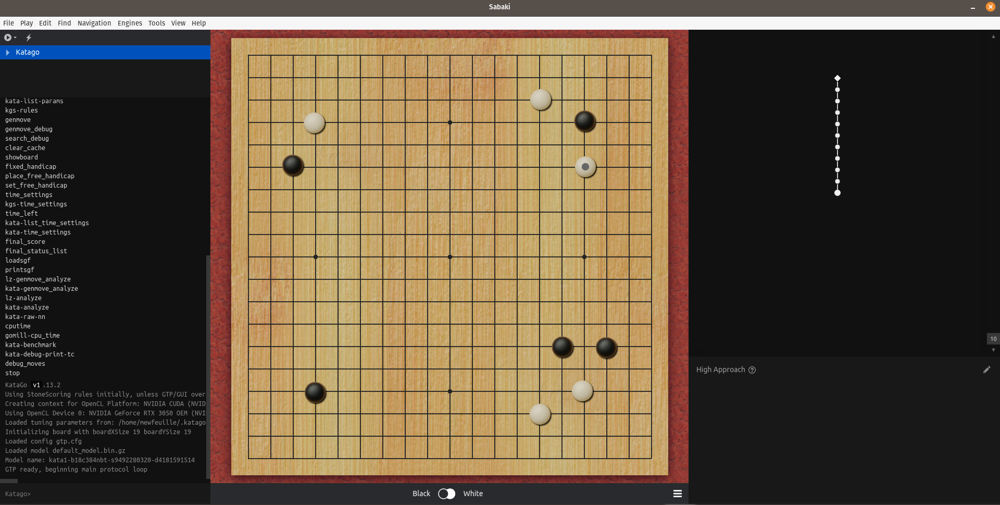 Sabaki
File Play Edit Find Navigation Engines Tools View Help
Katago
kata-list-params
kgs-rules
genmove
genmove_debug
search_debug
clear_cache
showboard
fixed_handicap
place_free_handicap
set_free_handicap
time_settings
kgs-time_settings
time_left
kata-list_time_settings
kata-time_settings
final_score
final_status_list
loadsgf
printsgf
lz-genmove_analyze
kata-genmove_analyze
lz-analyze
kata-analyze
kata-raw-nn
cputime
gomill-cpu_time
kata-benchmark
kata-debug-print-tc
debug_moves
stop
KataGo v1 .13.2
Using StoneScoring rules initially, unless GTP/GUI over
Creating context for OpenCL Platform: NVIDIA CUDA (NVID
Using OpenCL Device 0: NVIDIA GeForce RTX 3050 OEM (NVI
Loaded tuning parameters from: /home/mewfeuille/.katago
Initializing board with boardXSize 19 boardYSize 19
Loaded config gtp.cfg
Loaded model default_model.bin.gz
Model name: kata1-b18c384nbt-s9492288320-d4181591514
GTP ready, beginning main protocol loop
Katago>
Black White
10
High Approach